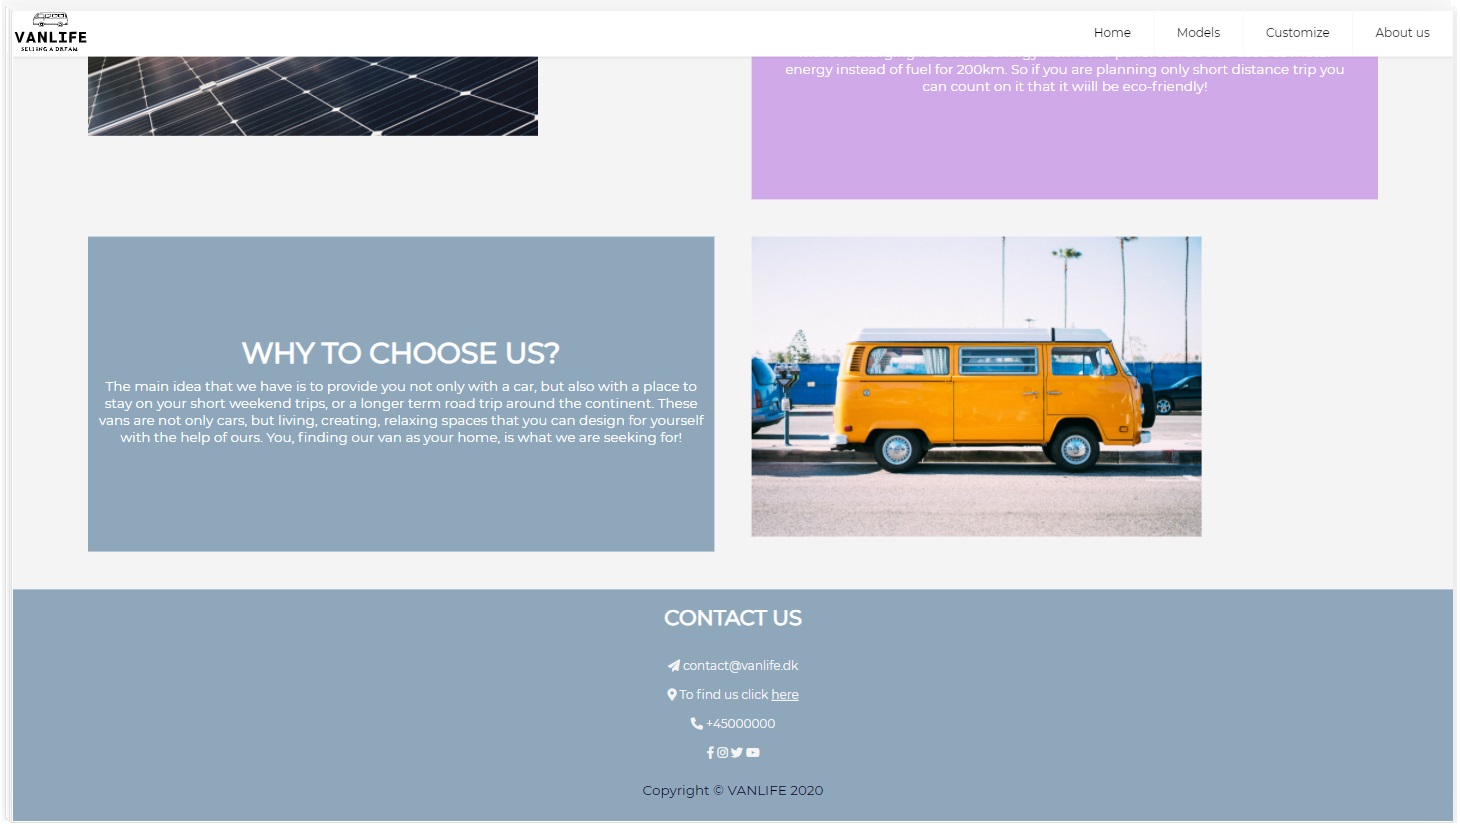 VANLIFE
SELLING A DREAM
Home
Models
Customize
About us
energy instead of fuel for 200km. So if you are planning only short distance trip you
can count on it that it wiill be eco-friendly!
WHY TO CHOOSE US?
The main idea that we have is to provide you not only with a car, but also with a place to
stay on your short weekend trips, or a longer term road trip around the continent. These
vans are not only cars, but living, creating, relaxing spaces that you can design for yourself
with the help of ours. You, finding our van as your home, is what we are seeking for!
CONTACT US
contact@vanlife.dk
To find us click here
+45000000
Copyright © VANLIFE 2020